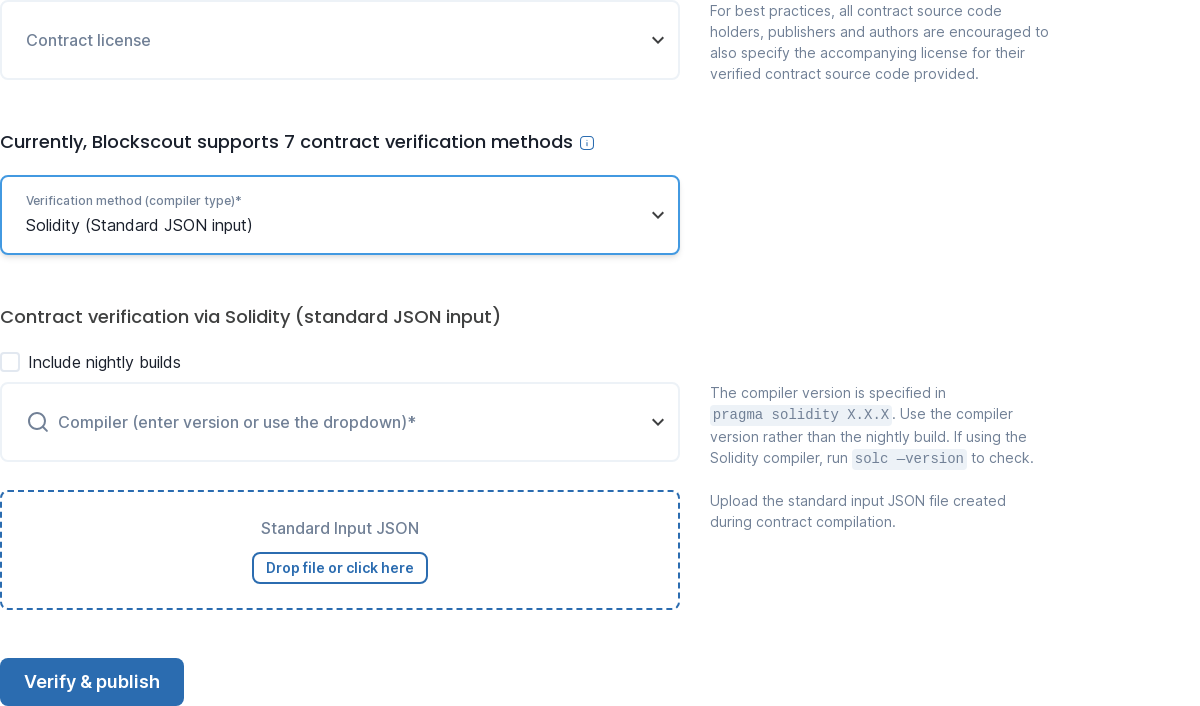 Contract license
For best practices, all contract source code
holders, publishers and authors are encouraged to
also specify the accompanying license for their
verified contract source code provided.
Currently, Blockscout supports 7 contract verification methods
Verification method (compiler type)*
Solidity (Standard JSON input)
Contract verification via Solidity (standard JSON input)
Include nightly builds
Compiler (enter version or use the dropdown)*
The compiler version is specified in
pragma solidity X.X.X. Use the compiler
version rather than the nightly build. If using the
Solidity compiler, run solc —version to check.
Standard Input JSON
Drop file or click here
Upload the standard input JSON file created
during contract compilation.
Verify & publish